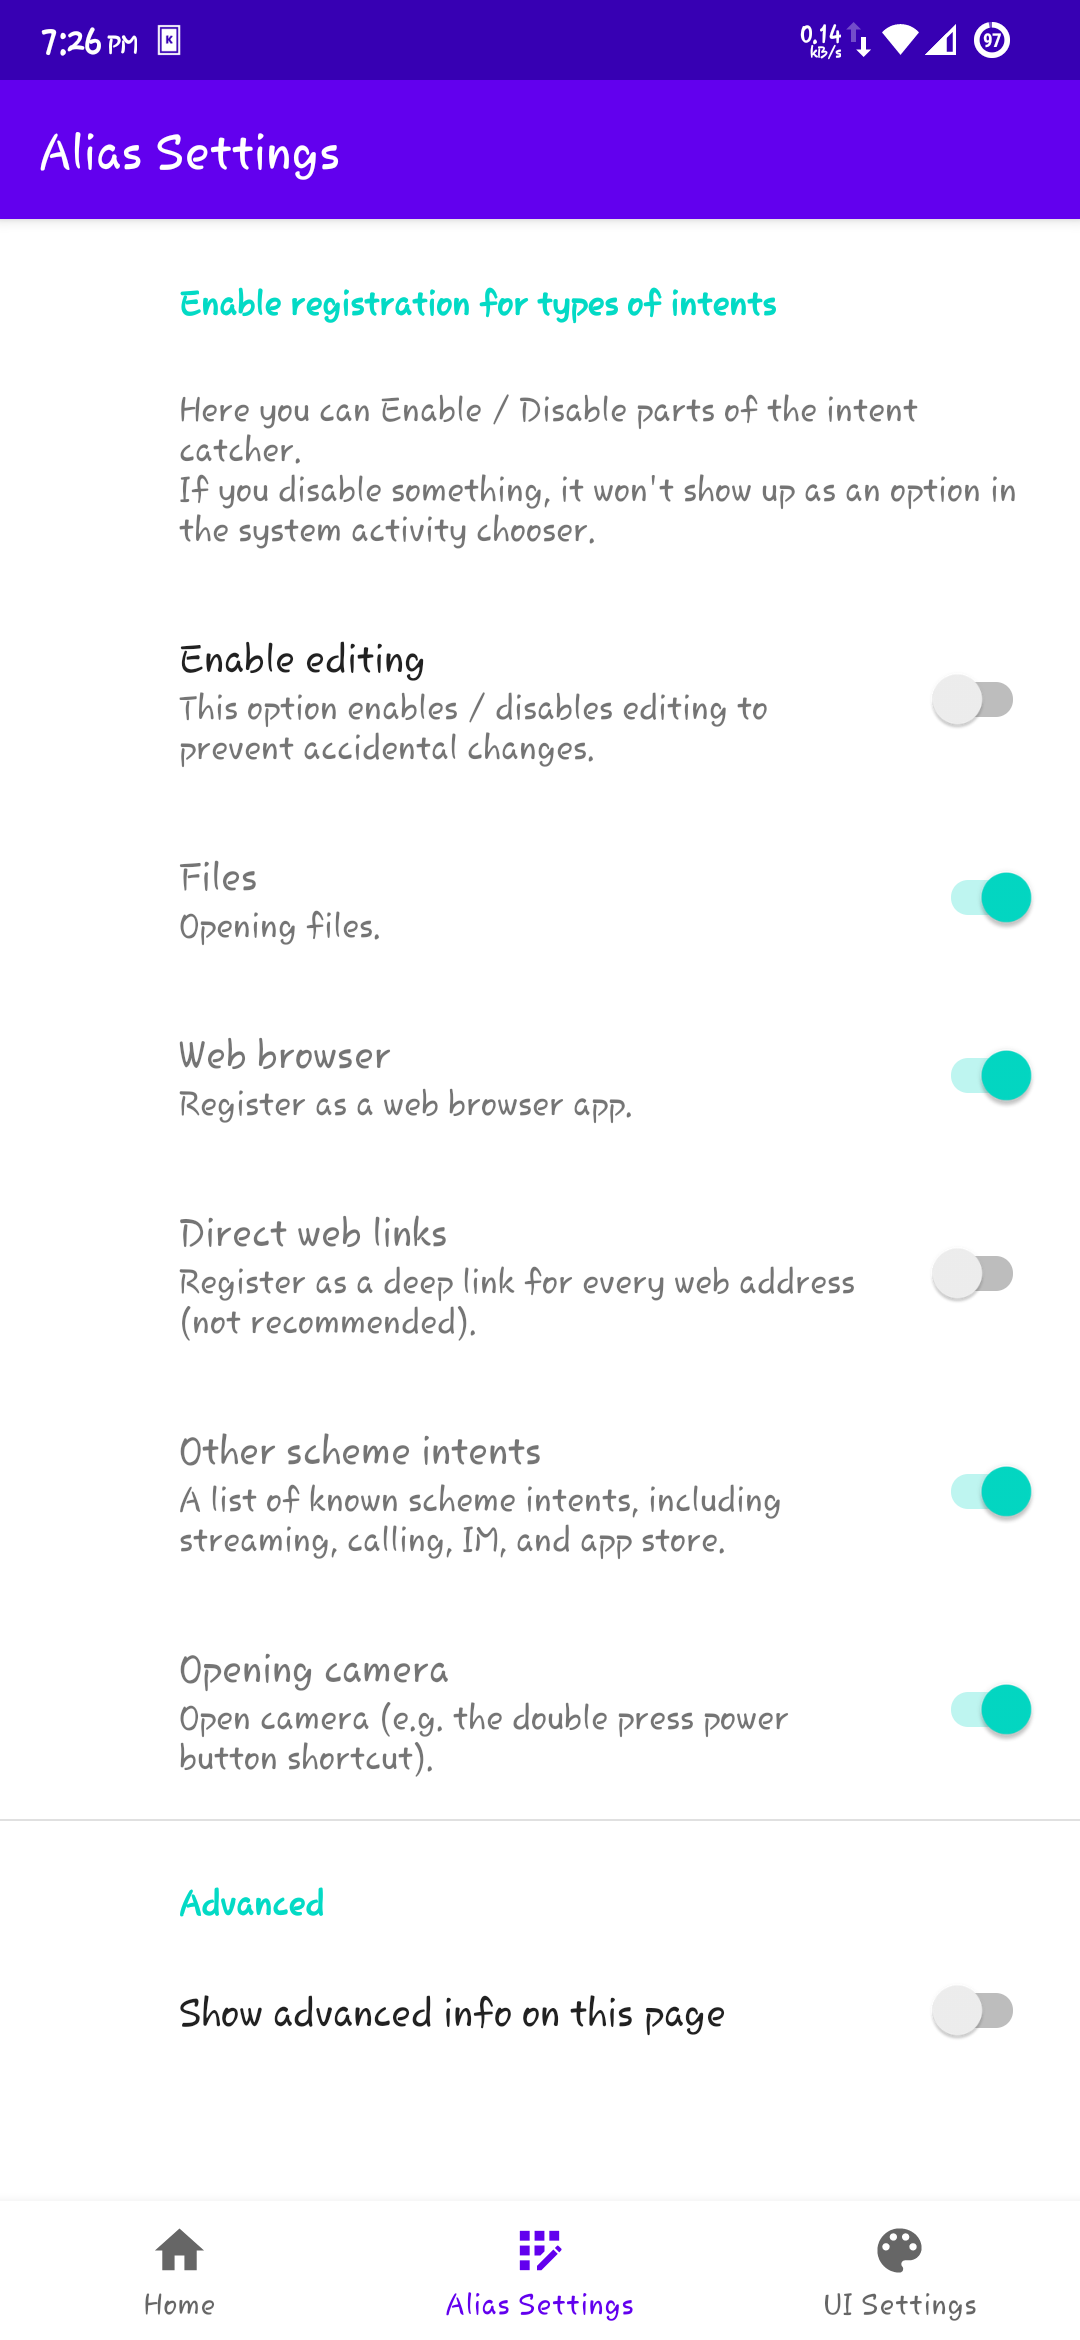 7:26 PM
K
0.14
kB/s
97
Alias Settings
Enable registration for types of intents
Here you can Enable / Disable parts of the intent
catcher.
If you disable something, it won't show up as an option in
the system activity chooser.
Enable editing
This option enables / disables editing to
prevent accidental changes.
Files
Opening files.
Web browser
Register as a web browser app.
Direct web links
Register as a deep link for every web address
(not recommended).
Other scheme intents
A list of known scheme intents, including
streaming, calling, IM, and app store.
Opening camera
Open camera (e.g. the double press power
button shortcut).
Advanced
Show advanced info on this page
Home
Alias Settings
UI Settings